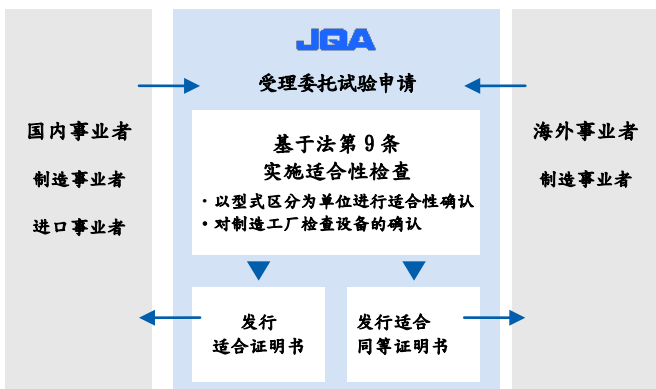 JQA
受理委托试验申请
国内事业者
制造事业者
进口事业者
基于法第 9 条
实施适合性检查
· 以型式区分为单位进行适合性确认
• 对制造工厂检查设备的确认
海外事业者
制造事业者
发行
适合证明书
发行适合
同等证明书